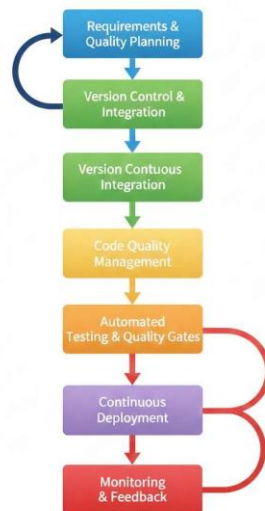 Requirements &
Quality Planning
Version Control &
Integration
Version Contuous
Integration
Code Quality
Management
Automated
Testing & Quality Gates
Continuous
Deployment
Monitoring
& Feedback